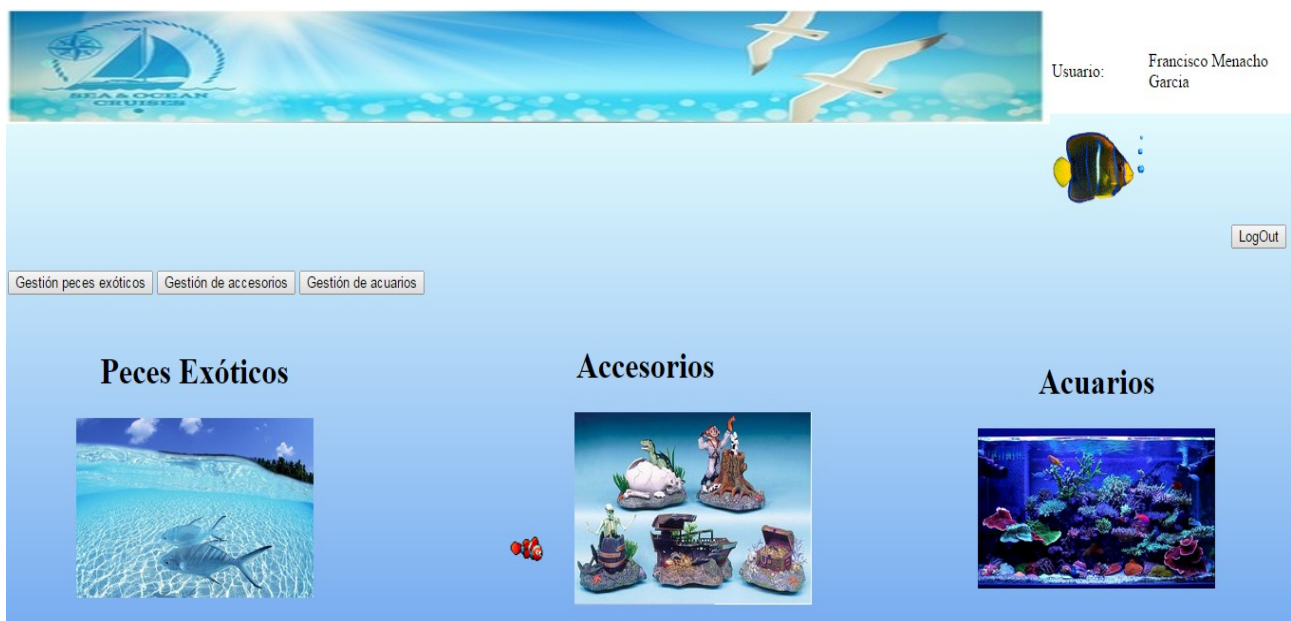 SEA & OCEAN
CRUISES
Usuario:
Francisco Menacho
Garcia
LogOut
Gestión peces exóticos
Gestión de accesorios
Gestión de acuarios
Peces Exóticos
Accesorios
Acuarios